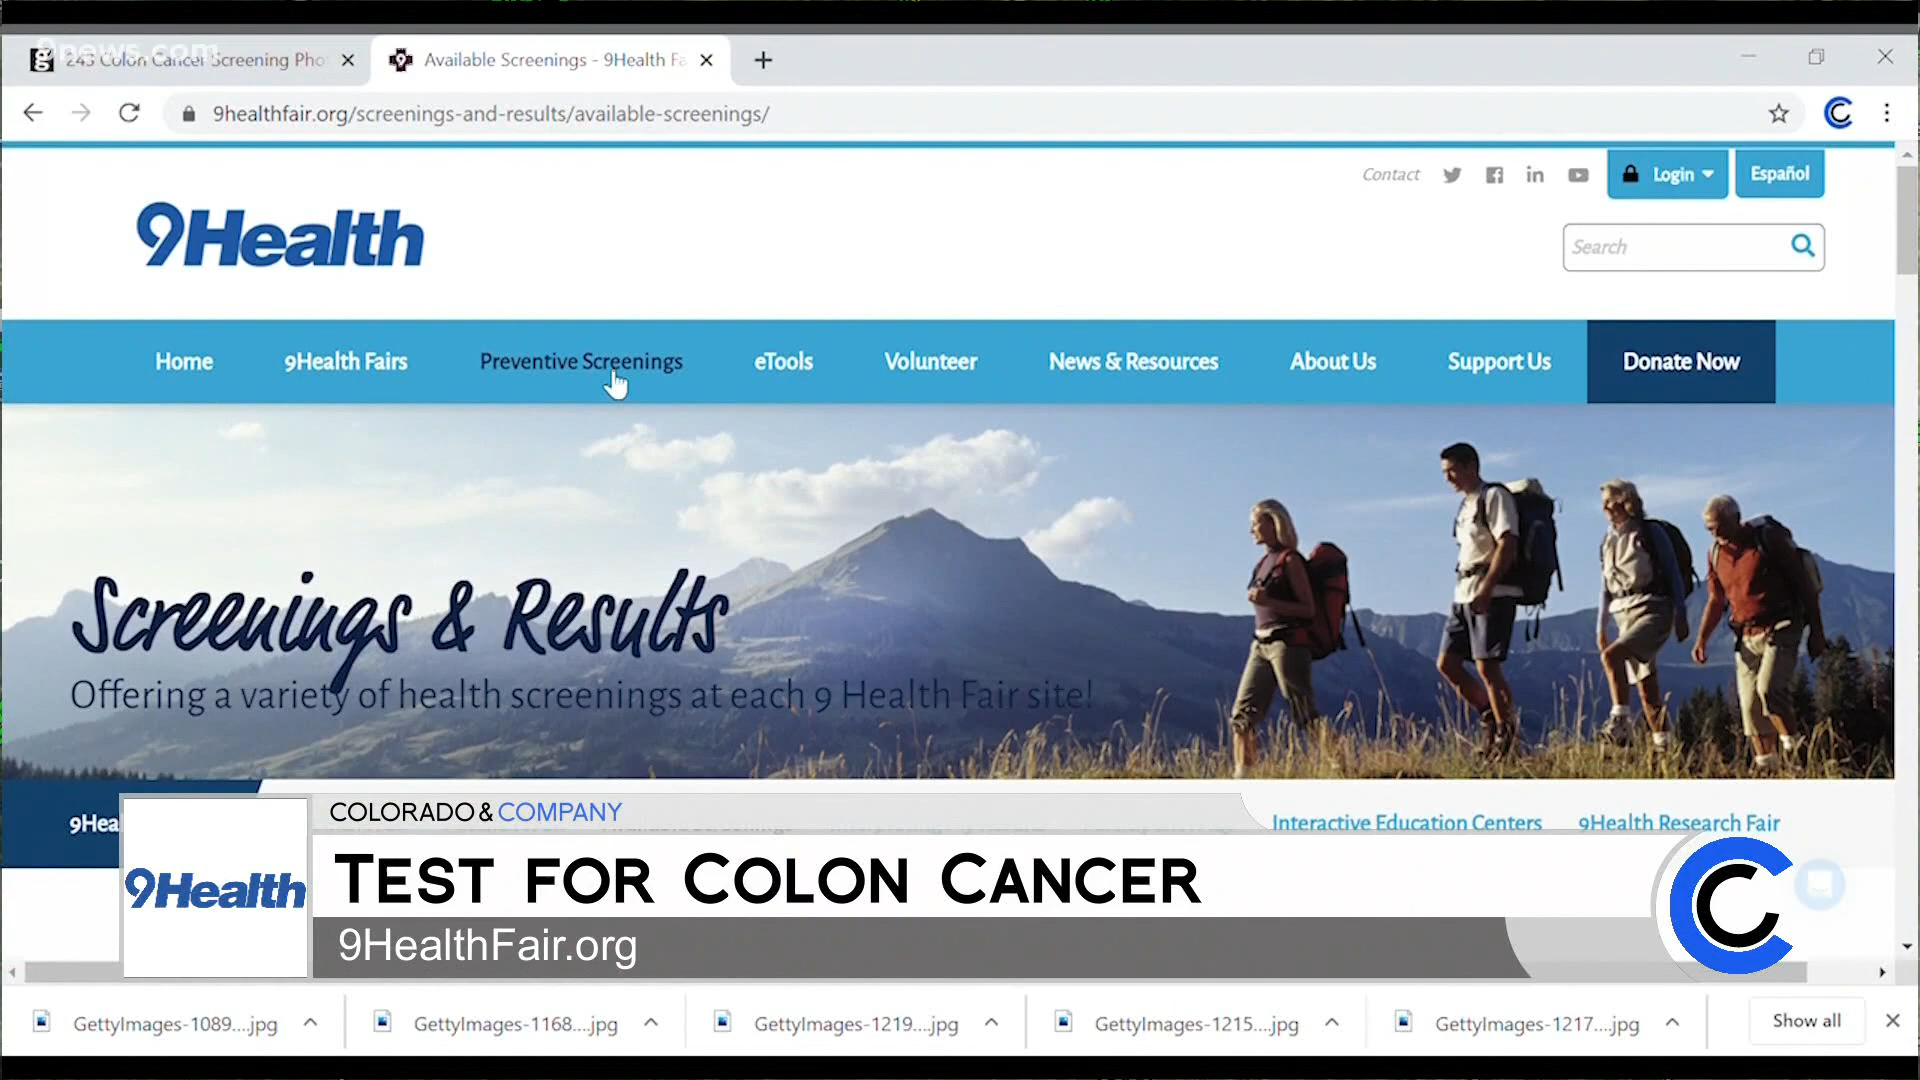 9news.com
243 Colon Cancer Screening Pho
Available Screenings - 9Health Fa
9healthfair.org/screenings-and-results/available-screenings/
Contact
Login
Español
9Health
Search
Home
9Health Fairs
Preventive Screenings
eTools
Volunteer
News & Resources
About Us
Support Us
Donate Now
Screenings & Results
Offering a variety of health screenings at each 9 Health Fair site!
9Hea
Interactive Education Centers
9Health Research Fair
COLORADO & COMPANY
9Health
TEST FOR COLON CANCER
9HealthFair.org
GettyImages-1089....jpg
GettyImages-1168....jpg
GettyImages-1219....jpg
GettyImages-1215....jpg
GettyImages-1217....jpg
Show all